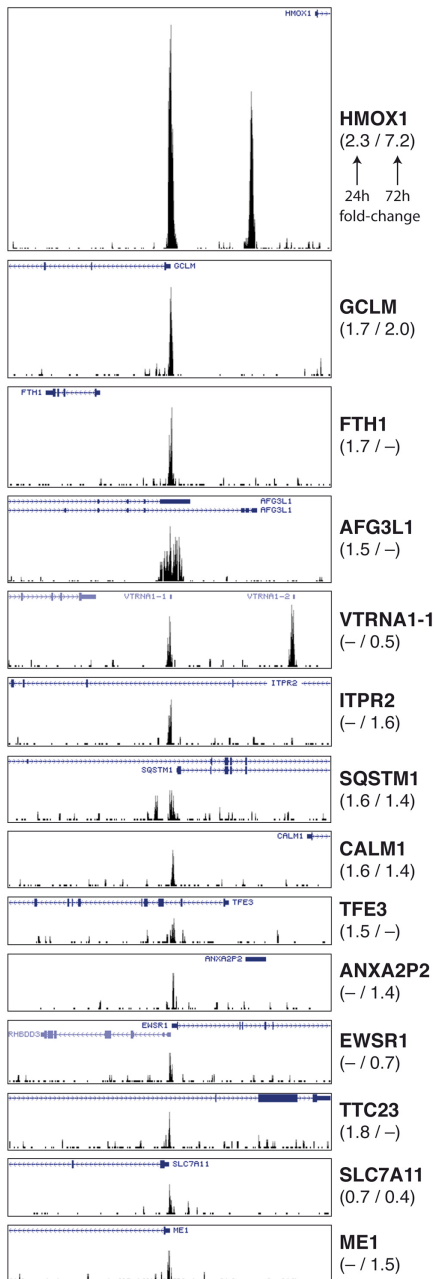 HMOX1
HMOX1
(2.3 / 7.2)
24h 72h
fold-change
GCLM
GCLM
(1.7 / 2.0)
FTH1
FTH1
(1.7 / –)
AFG3L1
AFG3L1
AFG3L1
(1.5 / –)
VTRNA1-1 VTRNA1-2
VTRNA1-1
(– / 0.5)
ITPR2
ITPR2
(– / 1.6)
SQSTM1
SQSTM1
(1.6 / 1.4)
CALM1
CALM1
(1.6 / 1.4)
TFE3
TFE3
(1.5 / –)
ANXA2P2
ANXA2P2
(– / 1.4)
EWSR1
RHBDD3
EWSR1
(– / 0.7)
TTC23
(1.8 / –)
SLC7A11
SLC7A11
(0.7 / 0.4)
ME1
ME1
(– / 1.5)